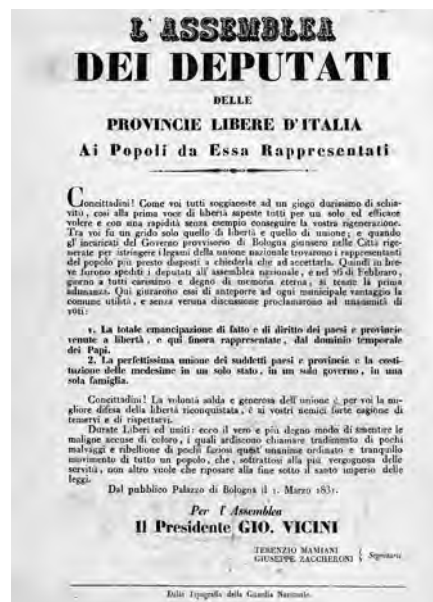 L'ASSEMBLEA
DEI DEPUTATI
DELLE
PROVINCIE LIBERE D'ITALIA
Ai Popoli da Essa Rappresentati
Concittadini! Come voi tutti soggiaceste ad un giogo durissimo di schia-
vitù, così alla prima voce di libertà sapeste tutti per un solo ed efficace
volere e con una rapidità senza esempio conseguire la vostra rigenerazione.
Tra voi fu un grido solo quello di libertà e quello di unione; e quando
gl'incaricati del Governo provvisorio di Bologna giunsero nelle Città rige-
nerate per istringere i legami della unione nazionale trovarono i rappresentanti
del popolo più presto disposti a chiederla che ad accettarla. Quindi in bre-
ve furono spediti i deputati all'assemblea nazionale, e nel 26 di Febbraro,
giorno a tutti carissimo e degno di memoria eterna, si tenne la prima
adunanza. Qui giurarono essi di anteporre ad ogni municipale vantaggio la
comune utilità, e senza veruna discussione proclamarono ad unanimità di
voti:
1. La totale emancipazione di fatto e di diritto dei paesi e provincie
venute a libertà, e qui finora rappresentate, dal dominio temporale
dei Papi.
2. La perfettissima unione dei suddetti paesi e provincie e la costi-
tuzione delle medesime in un solo stato, in un solo governo, in una
sola famiglia.
Concittadini! La volontà salda e generosa dell'unione è per voi la mi-
gliore difesa della libertà riconquistata, è ai vostri nemici forte cagione di
temervi e di rispettarvi.
Durate Liberi ed uniti: ecco il vero e più degno modo di smentire le
maligne accuse di coloro, i quali ardiscono chiamare tradimento di pochi
malvaggi e ribellione di pochi faziosi quest'unanime ordinato e tranquillo
movimento di tutto un popolo, che, sottrattosi alla più vergognosa delle
servitù, non altro vuole che riposare alla fine sotto il santo imperio delle
leggi.
Dal pubblico Palazzo di Bologna il 1. Marzo 1831.
Per l'Assemblea
Il Presidente GIO. VICINI
TERENZIO MAMIANI
GIUSEPPE ZACCHERONI } Segretarii
Dalla Tipografia della Guardia Nazionale.